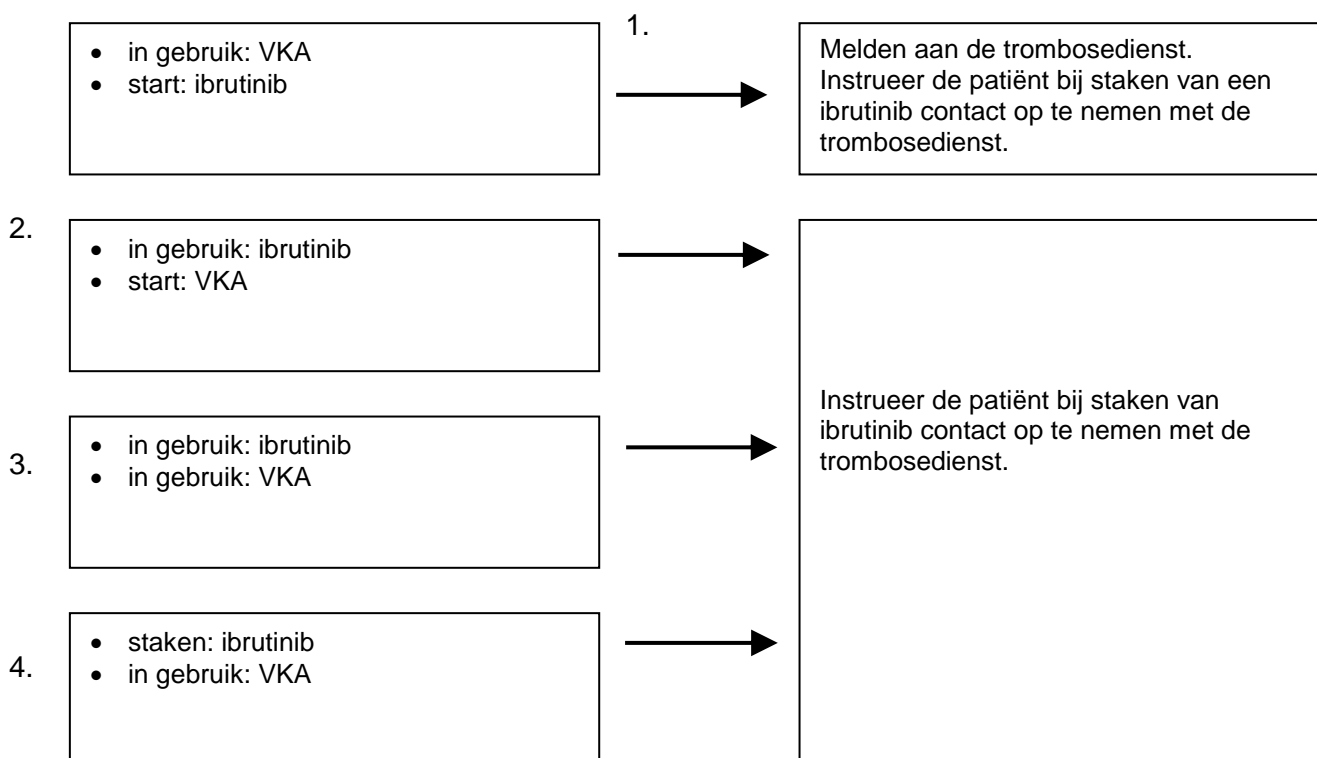 1.
• in gebruik: VKA
• start: ibrutinib
Melden aan de trombosedienst.
Instrueer de patiënt bij staken van een
ibrutinib contact op te nemen met de
trombosedienst.
2.
• in gebruik: ibrutinib
• start: VKA
3.
• in gebruik: ibrutinib
• in gebruik: VKA
Instrueer de patiënt bij staken van
ibrutinib contact op te nemen met de
trombosedienst.
4.
• staken: ibrutinib
• in gebruik: VKA